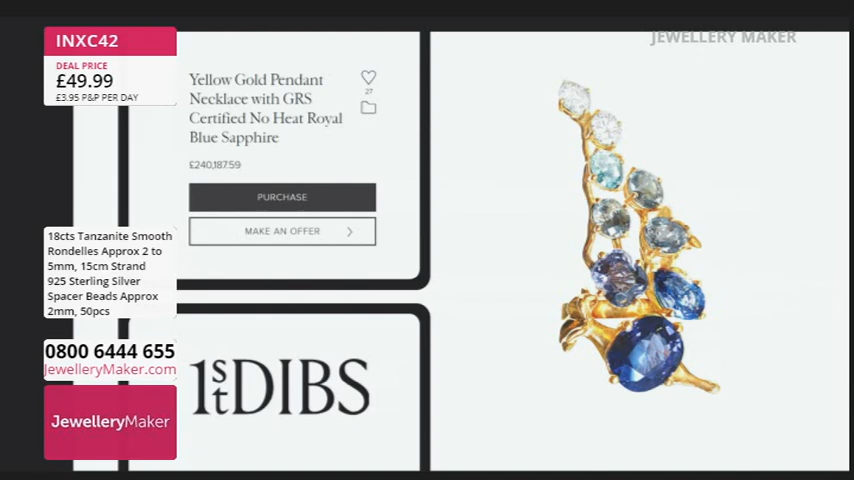 INXC42
DEAL PRICE
£49.99
£3.95 P&P PER DAY
18cts Tanzanite Smooth
Rondelles Approx 2 to
5mm, 15cm Strand
925 Sterling Silver
Spacer Beads Approx
2mm, 50pcs
0800 6444 655
JewelleryMaker.com
JewelleryMaker
Yellow Gold Pendant
Necklace with GRS
Certified No Heat Royal
Blue Sapphire
27
£240,187.59
PURCHASE
MAKE AN OFFER
1stDIBS
JEWELLERY MAKER